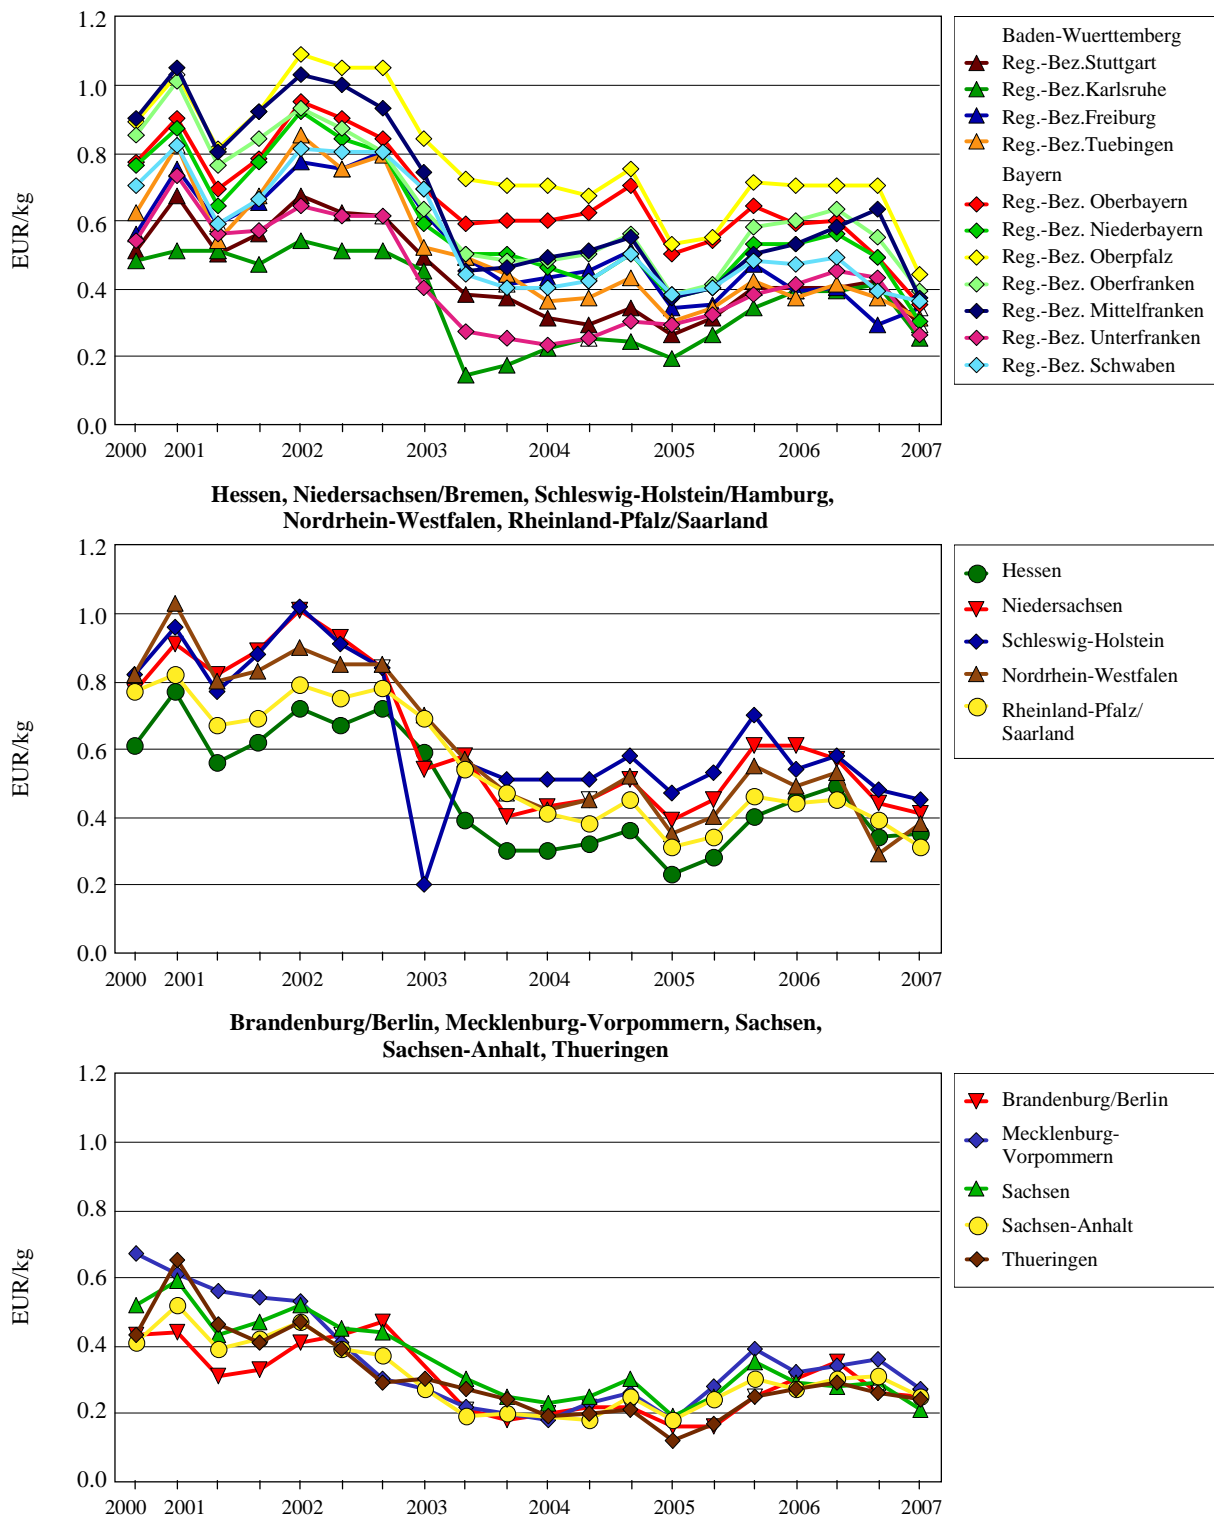 1.2
1.0
0.8
0.6
0.4
0.2
0.0
EUR/kg
2000 2001 2002 2003 2004 2005 2006 2007
Baden-Wuerttemberg
Reg.-Bez.Stuttgart
Reg.-Bez.Karlsruhe
Reg.-Bez.Freiburg
Reg.-Bez.Tuebingen
Bayern
Reg.-Bez. Oberbayern
Reg.-Bez. Niederbayern
Reg.-Bez. Oberpfalz
Reg.-Bez. Oberfranken
Reg.-Bez. Mittelfranken
Reg.-Bez. Unterfranken
Reg.-Bez. Schwaben
Hessen, Niedersachsen/Bremen, Schleswig-Holstein/Hamburg,
Nordrhein-Westfalen, Rheinland-Pfalz/Saarland
1.2
1.0
0.8
0.6
0.4
0.2
0.0
EUR/kg
2000 2001 2002 2003 2004 2005 2006 2007
Hessen
Niedersachsen
Schleswig-Holstein
Nordrhein-Westfalen
Rheinland-Pfalz/
Saarland
Brandenburg/Berlin, Mecklenburg-Vorpommern, Sachsen,
Sachsen-Anhalt, Thueringen
1.2
1.0
0.8
0.6
0.4
0.2
0.0
EUR/kg
2000 2001 2002 2003 2004 2005 2006 2007
Brandenburg/Berlin
Mecklenburg-
Vorpommern
Sachsen
Sachsen-Anhalt
Thueringen